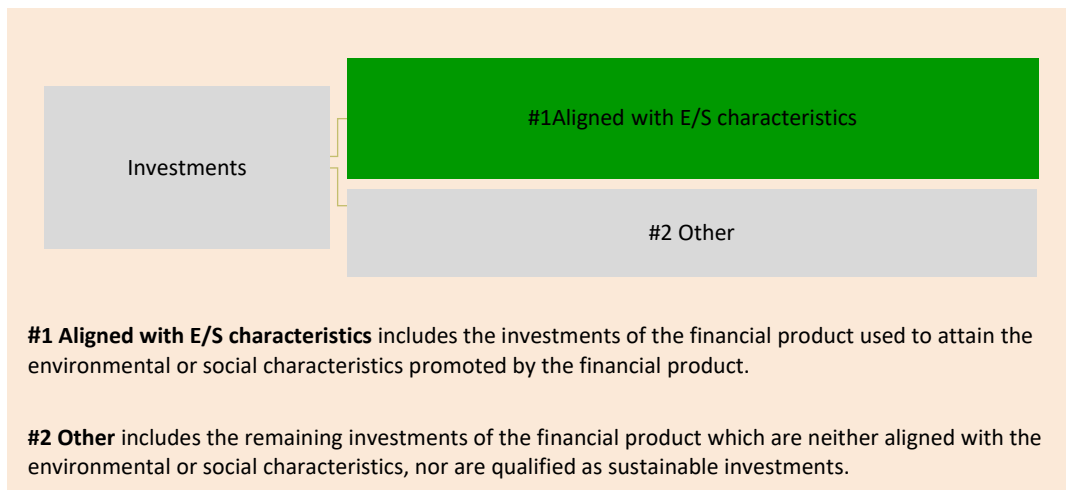 #1Aligned with E/S characteristics
Investments
#2 Other
#1 Aligned with E/S characteristics includes the investments of the financial product used to attain the
environmental or social characteristics promoted by the financial product.
#2 Other includes the remaining investments of the financial product which are neither aligned with the
environmental or social characteristics, nor are qualified as sustainable investments.